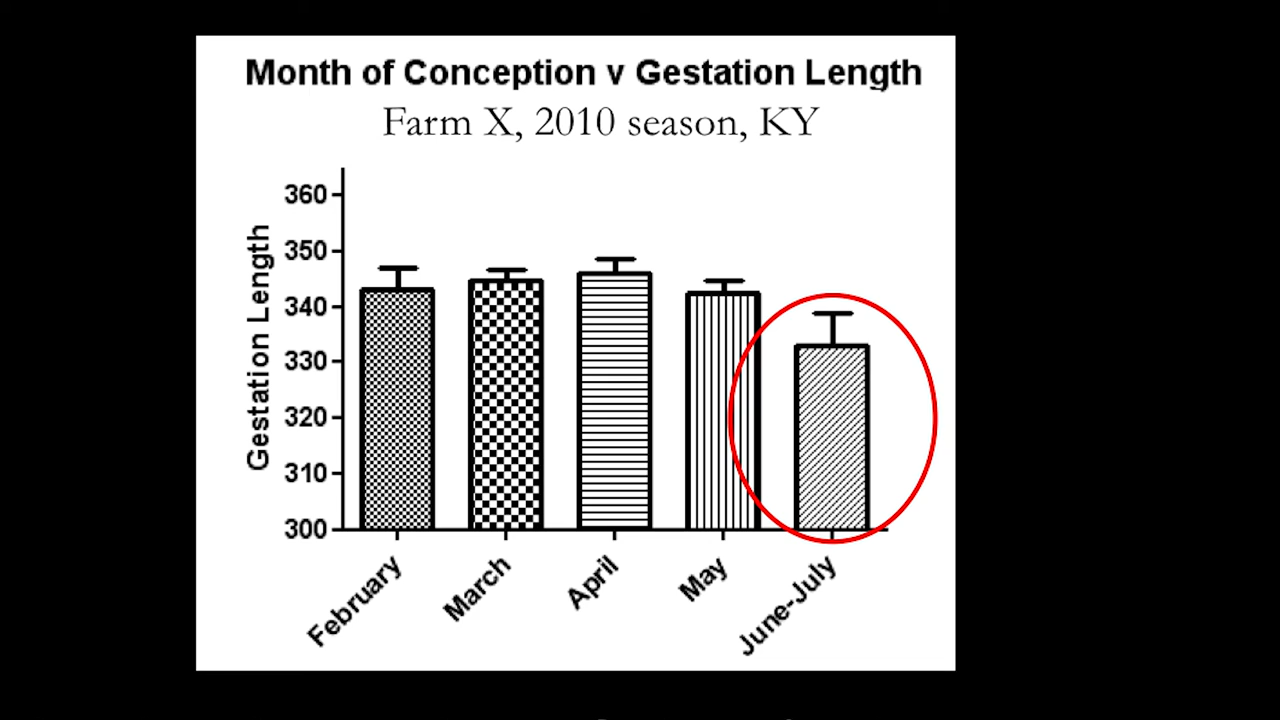 Month of Conception v Gestation Length
Farm X, 2010 season, KY
Gestation Length
360
350
340
330
320
310
300
February
March
April
May
June-July